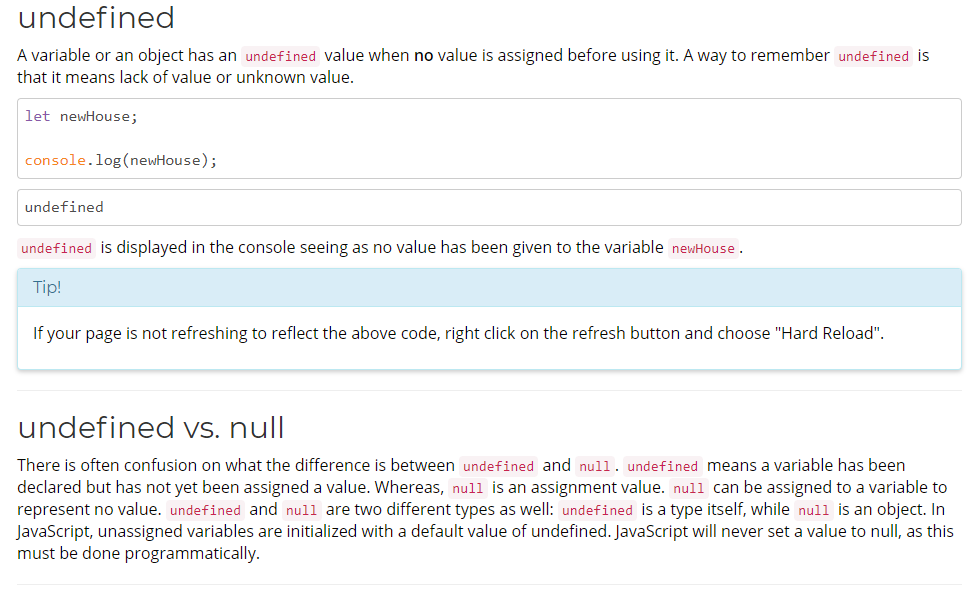 undefined
A variable or an object has an undefined value when no value is assigned before using it. A way to remember undefined is
that it means lack of value or unknown value.
let newHouse;
console.log(newHouse);
undefined
undefined is displayed in the console seeing as no value has been given to the variable newHouse.
Tip!
If your page is not refreshing to reflect the above code, right click on the refresh button and choose "Hard Reload".
undefined vs. null
There is often confusion on what the difference is between undefined and null. undefined means a variable has been
declared but has not yet been assigned a value. Whereas, null is an assignment value. null can be assigned to a variable to
represent no value. undefined and null are two different types as well: undefined is a type itself, while null is an object. In
JavaScript, unassigned variables are initialized with a default value of undefined. JavaScript will never set a value to null, as this
must be done programmatically.